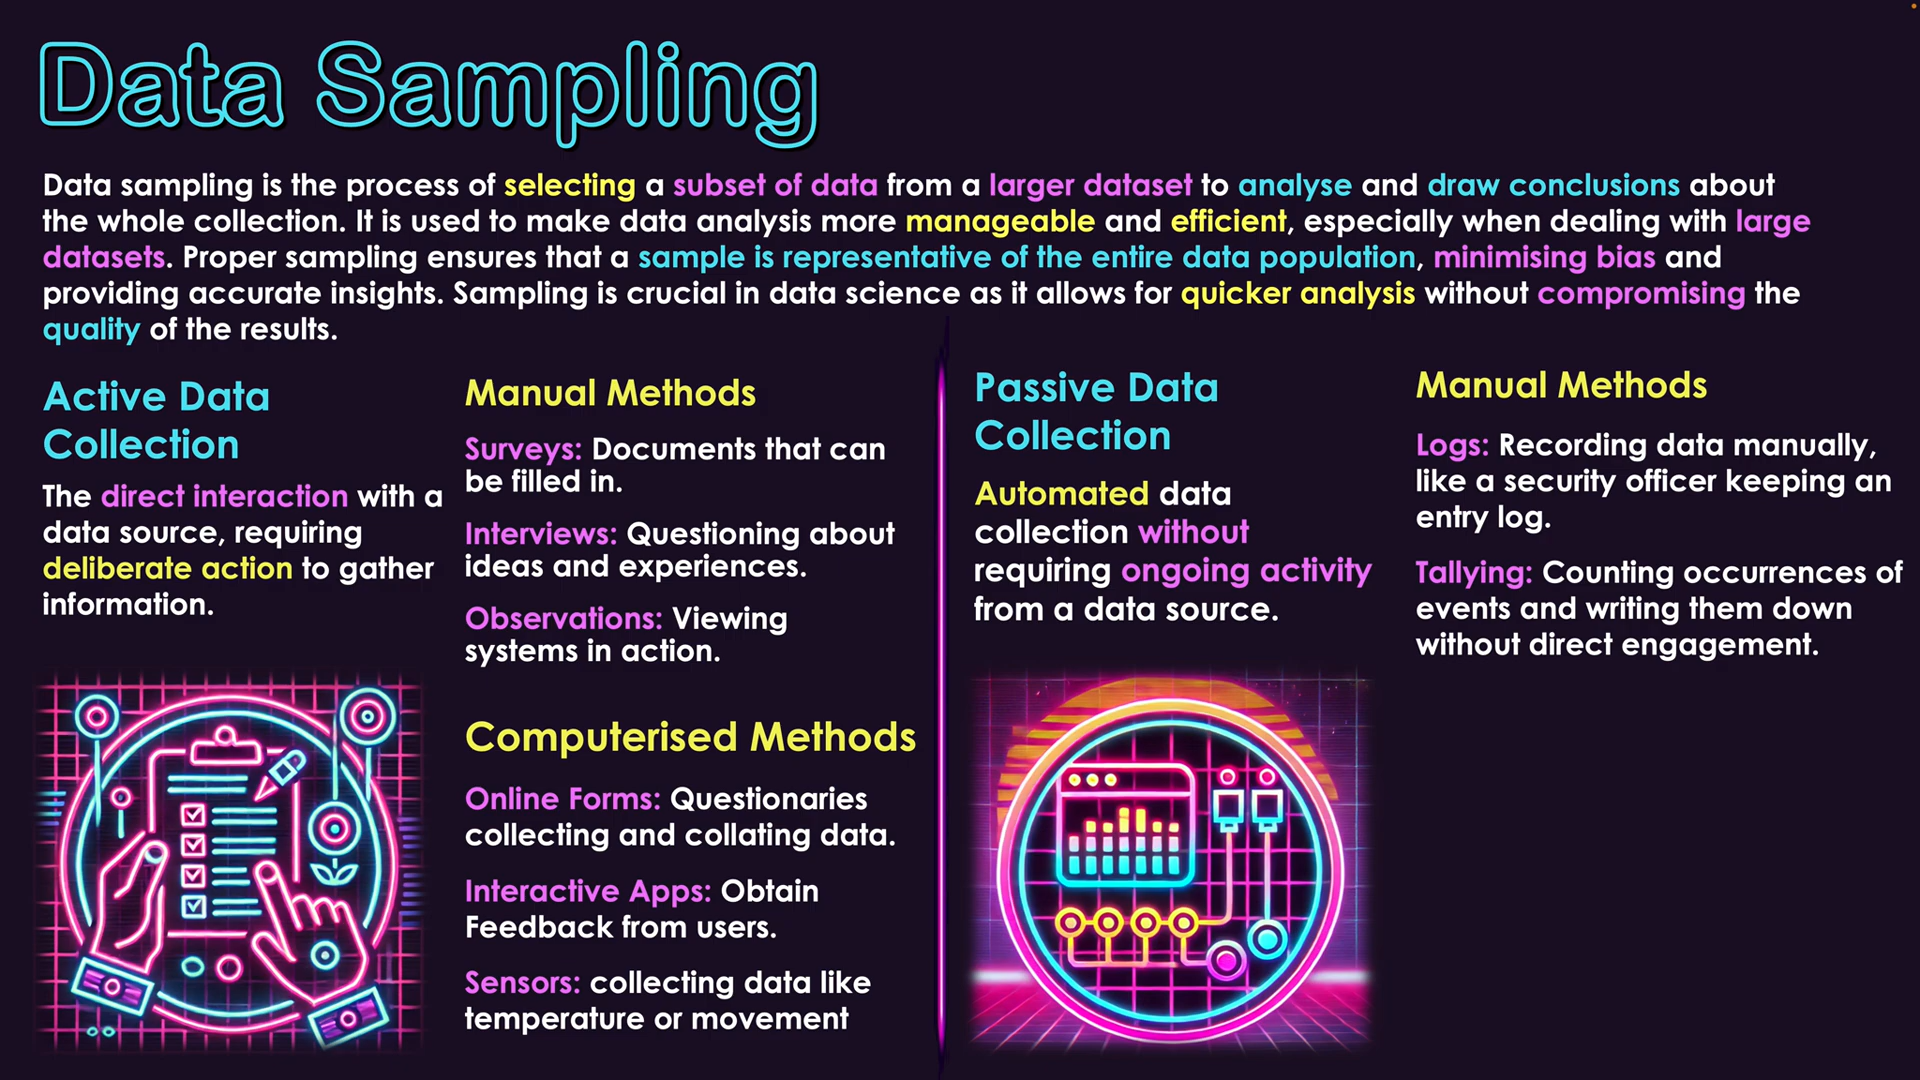 Data Sampling
Data sampling is the process of selecting a subset of data from a larger dataset to analyse and draw conclusions about
the whole collection. It is used to make data analysis more manageable and efficient, especially when dealing with large
datasets. Proper sampling ensures that a sample is representative of the entire data population, minimising bias and
providing accurate insights. Sampling is crucial in data science as it allows for quicker analysis without compromising the
quality of the results.
Active Data
Collection
The direct interaction with a
data source, requiring
deliberate action to gather
information.
Manual Methods
Surveys: Documents that can
be filled in.
Interviews: Questioning about
ideas and experiences.
Observations: Viewing
systems in action.
Computerised Methods
Online Forms: Questionaries
collecting and collating data.
Interactive Apps: Obtain
Feedback from users.
Sensors: collecting data like
temperature or movement
Passive Data
Collection
Automated data
collection without
requiring ongoing activity
from a data source.
Manual Methods
Logs: Recording data manually,
like a security officer keeping an
entry log.
Tallying: Counting occurrences of
events and writing them down
without direct engagement.